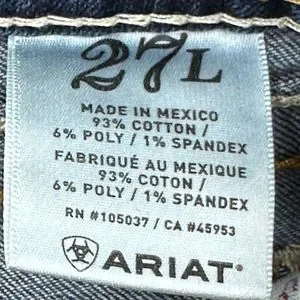 27L
MADE IN MEXICO
93% COTTON /
6% POLY / 1% SPANDEX
FABRIQUÉ AU MEXIQUE
93% CONTON /
6% POLY / 1% SPANDEX
RN #105037 / CA #45953
ARIAT